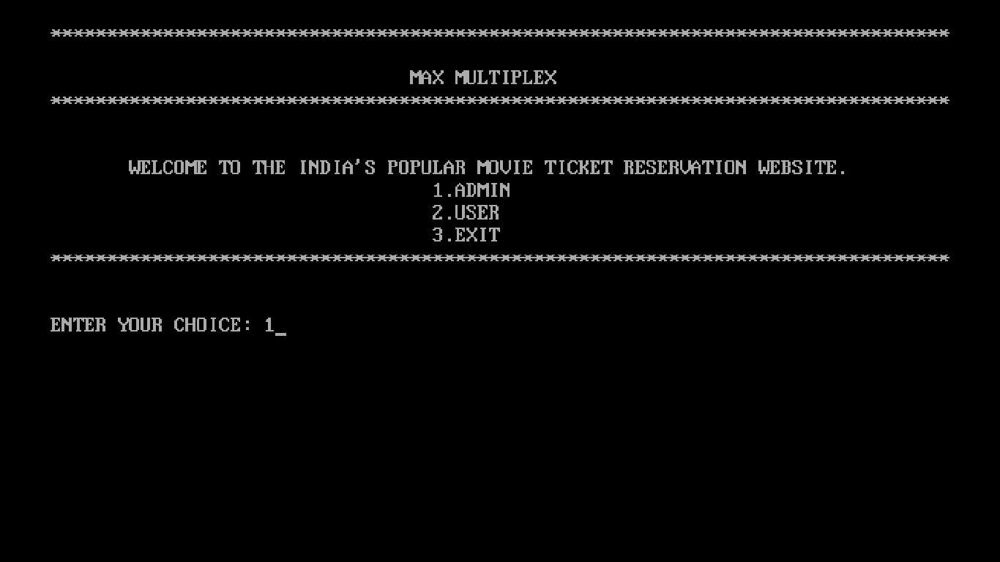 ********************************************************************************
MAX MULTIPLEX
********************************************************************************
WELCOME TO THE INDIA'S POPULAR MOVIE TICKET RESERVATION WEBSITE.
1.ADMIN
2.USER
3.EXIT
********************************************************************************
ENTER YOUR CHOICE: 1_